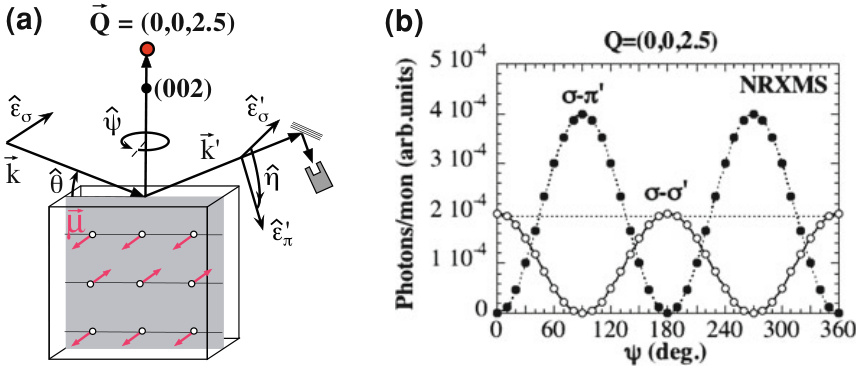 (a)
Q⃗ = (0,0,2.5)
(002)
ε̂σ
ψ̂
ε̂'σ
k⃗
θ̂
k⃗'
η̂
μ⃗
ε̂'π
(b)
Q=(0,0,2.5)
NRXMS
σ-π'
σ-σ'
Photons/mon (arb.units)
5 10⁻⁴
4 10⁻⁴
3 10⁻⁴
2 10⁻⁴
1 10⁻⁴
0
0 60 120 180 240 300 360
ψ (deg.)